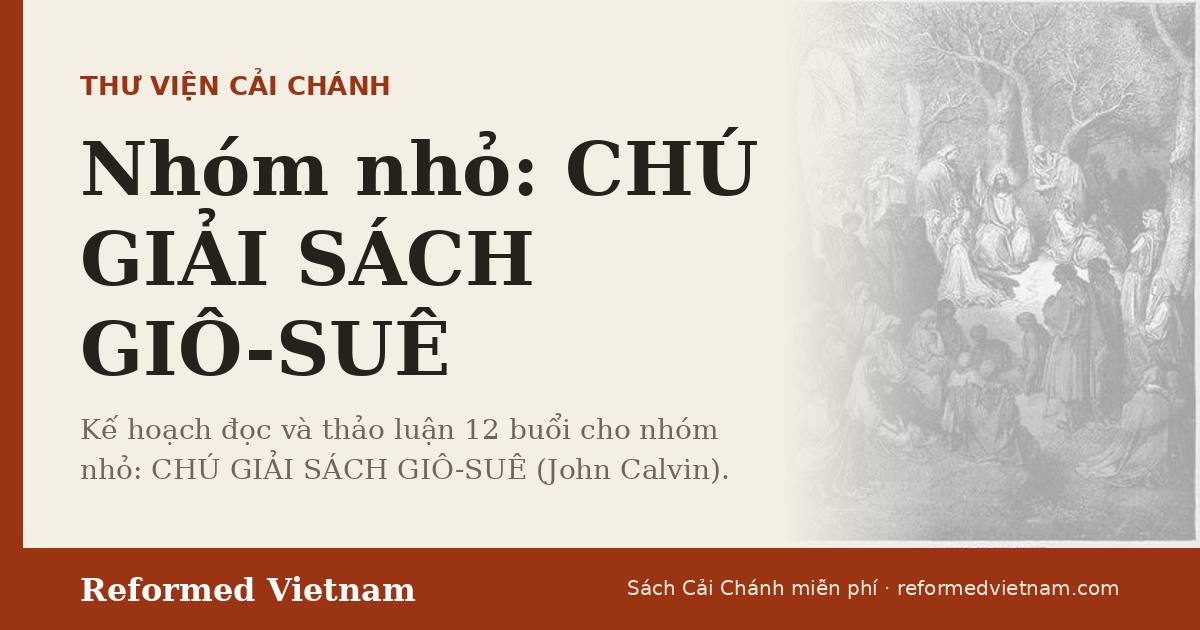 THƯ VIỆN CẢI CHÁNH
Nhóm nhỏ: CHÚ
GIẢI SÁCH
GIÔ-SUÊ
Kế hoạch đọc và thảo luận 12 buổi cho nhóm
nhỏ: CHÚ GIẢI SÁCH GIÔ-SUÊ (John Calvin).
Reformed Vietnam
Sách Cải Chánh miễn phí · reformedvietnam.com